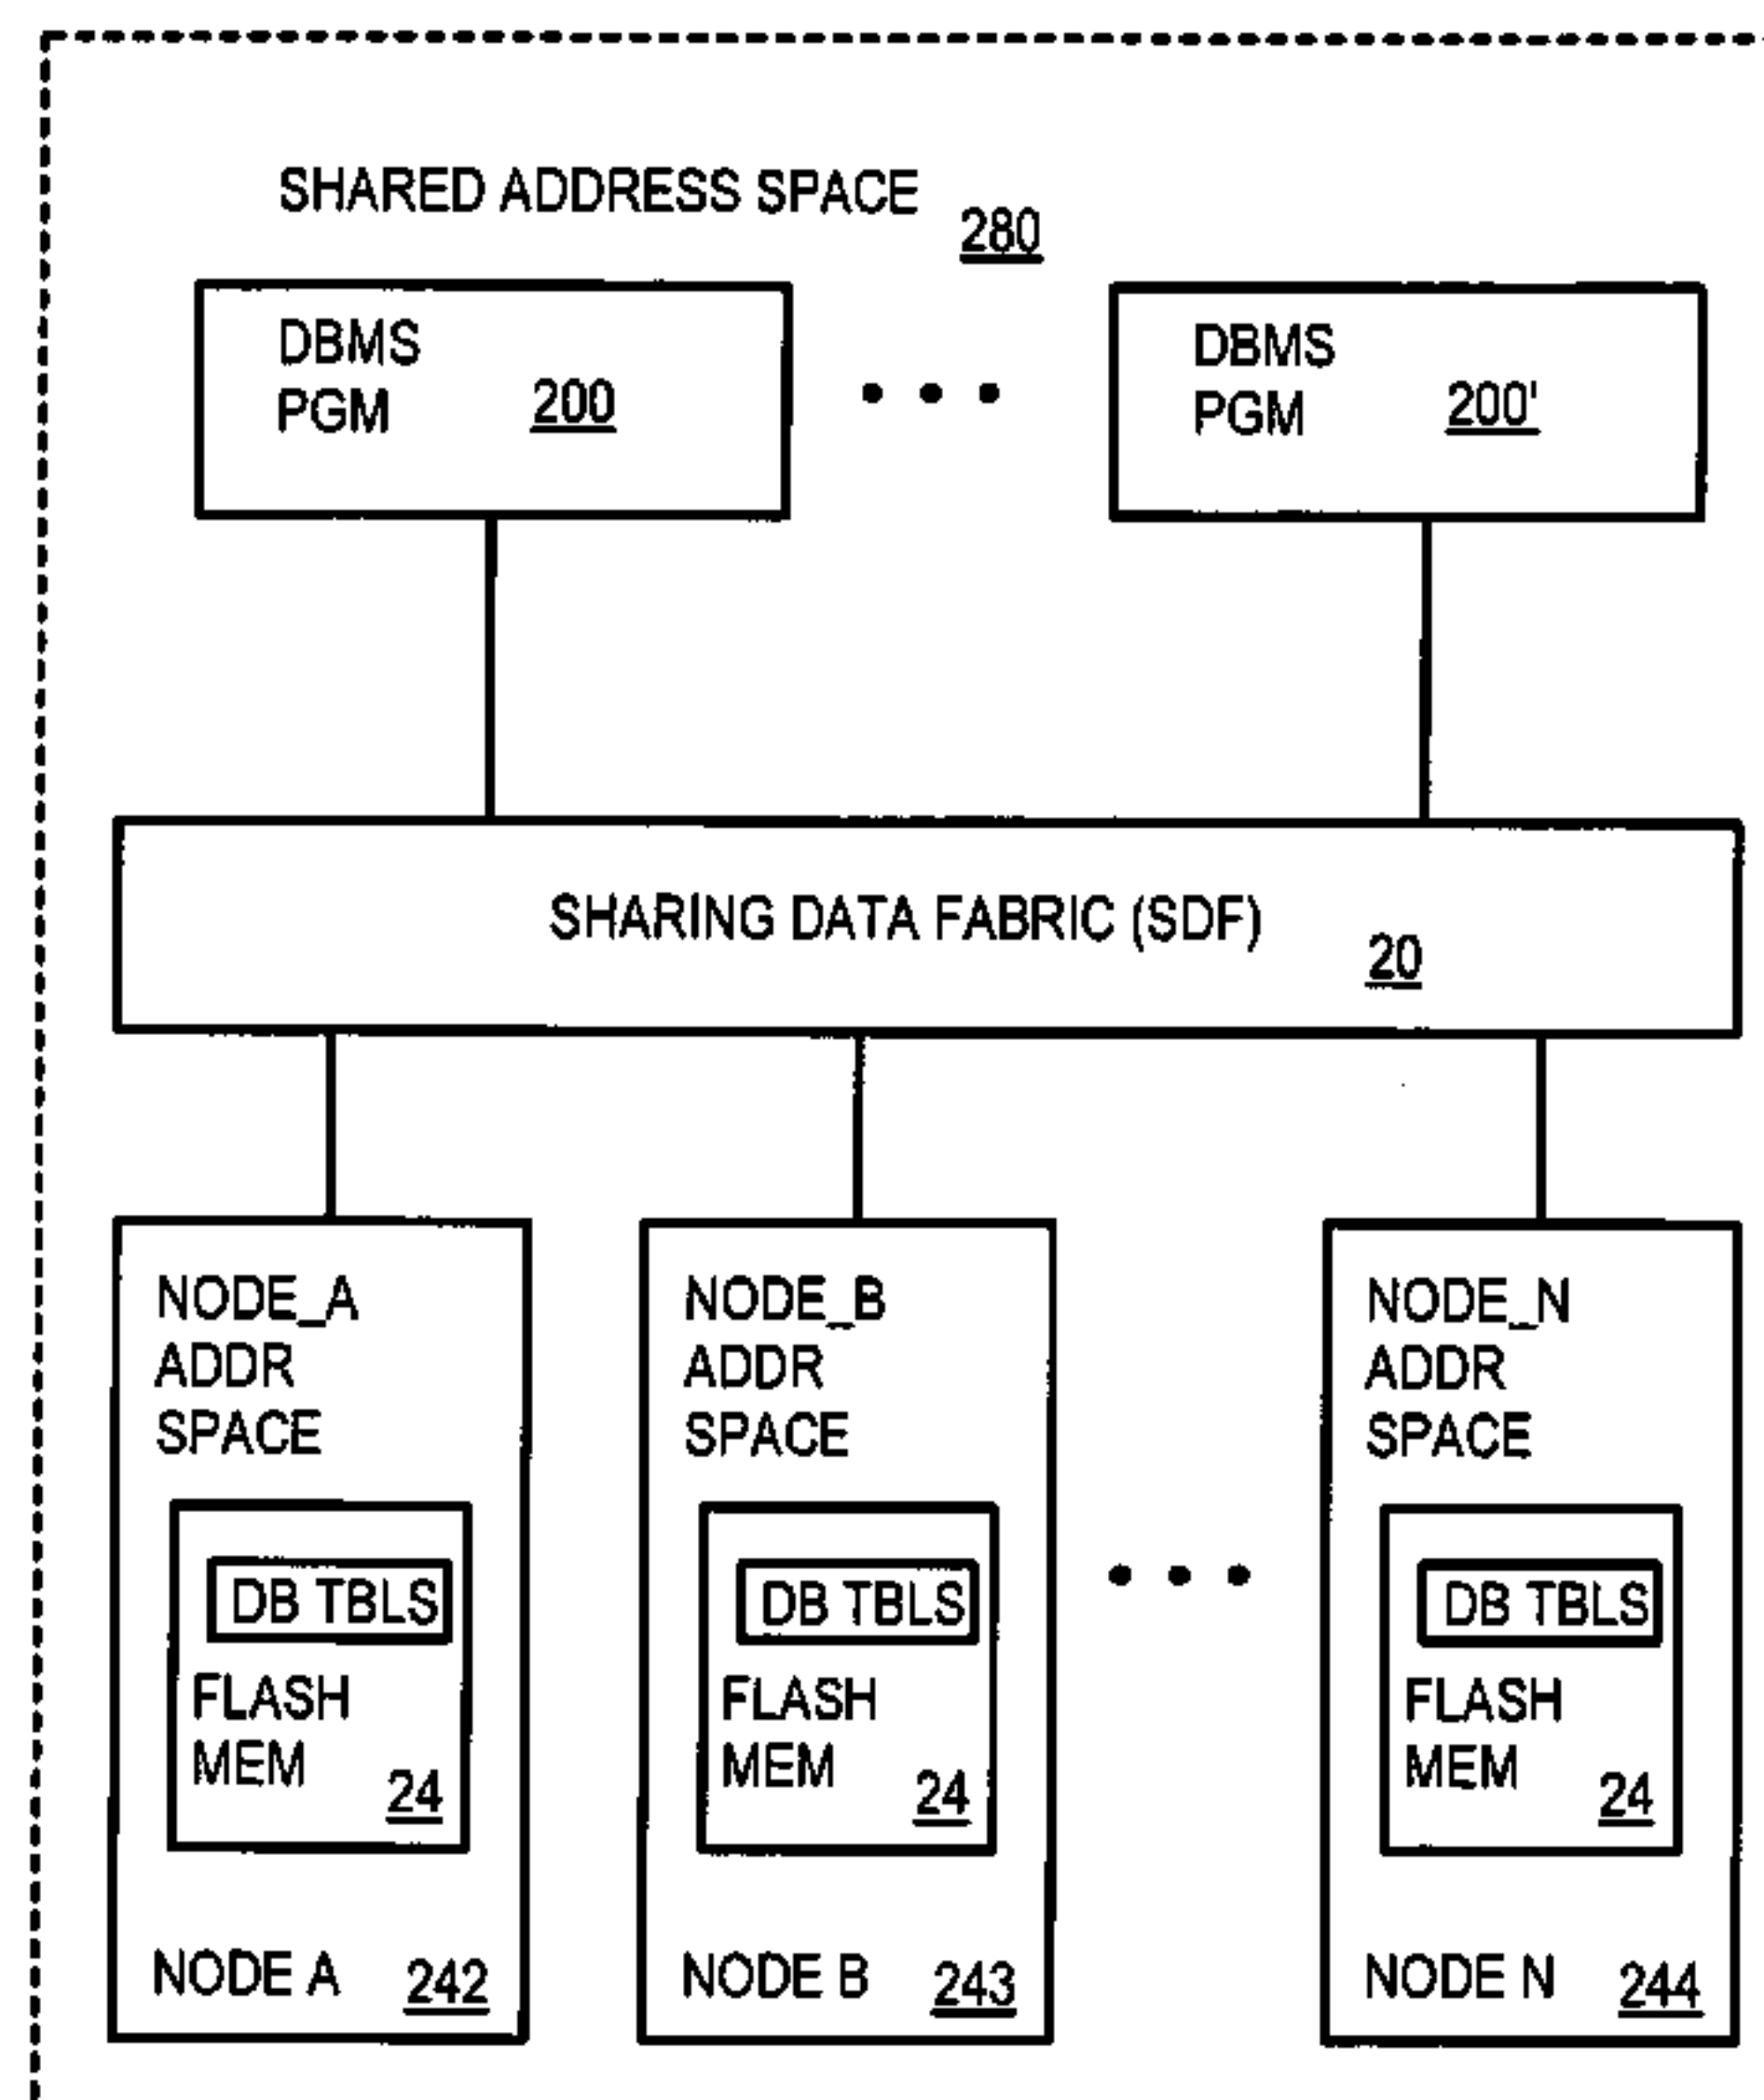 SHARED ADDRESS SPACE
280
DBMS
PGM 200
DBMS
PGM 200'
SHARING DATA FABRIC (SDF)
20
NODE_A
ADDR
SPACE
DB TBLS
FLASH
MEM 24
NODE A 242
NODE_B
ADDR
SPACE
DB TBLS
FLASH
MEM 24
NODE B 243
NODE_N
ADDR
SPACE
DB TBLS
FLASH
MEM 24
NODE N 244